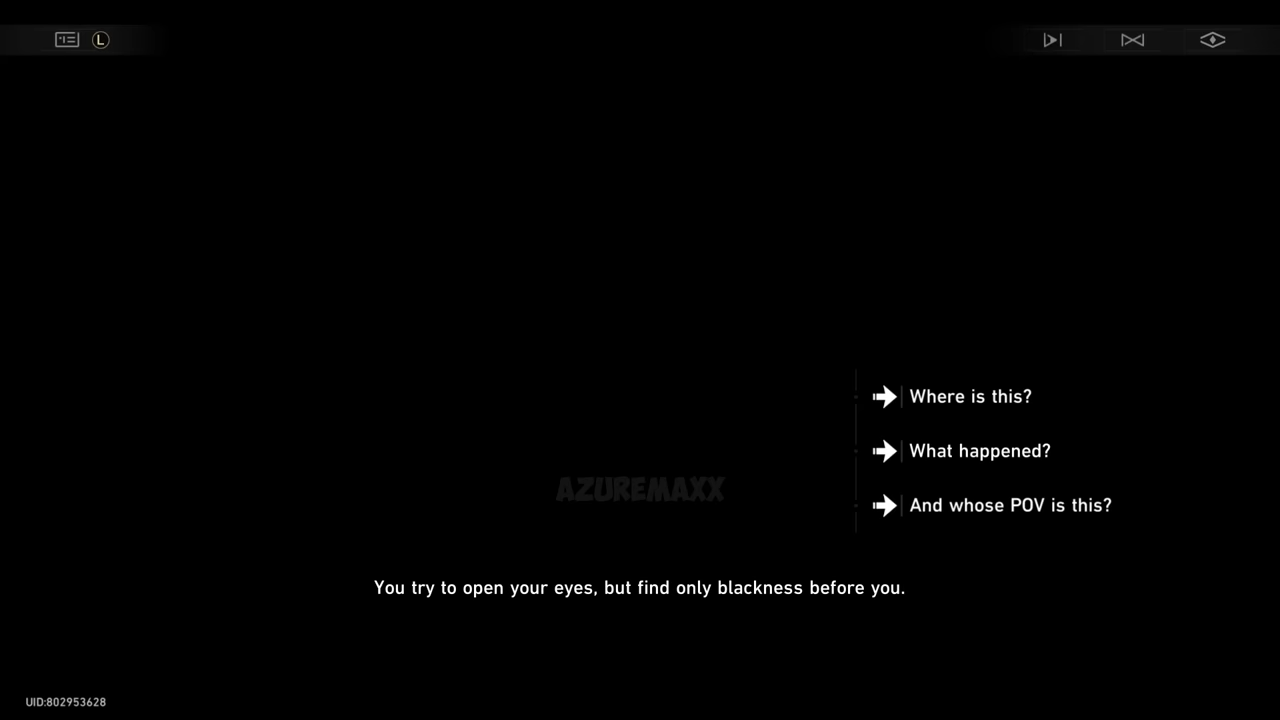 L
Where is this?
What happened?
AZUREMAXX
And whose POV is this?
You try to open your eyes, but find only blackness before you.
UID:802953628